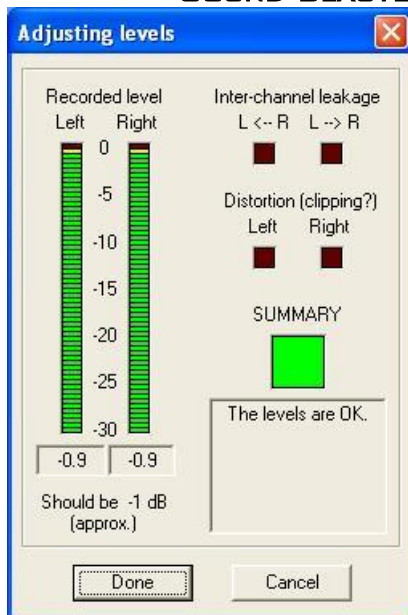 Adjusting levels
Recorded level
Left Right
0
-5
-10
-15
-20
-25
-30
-0.9 -0.9
Should be -1 dB
(approx.)
Inter-channel leakage
L <-- R L --> R
Distortion (clipping?)
Left Right
SUMMARY
The levels are OK.
Done Cancel